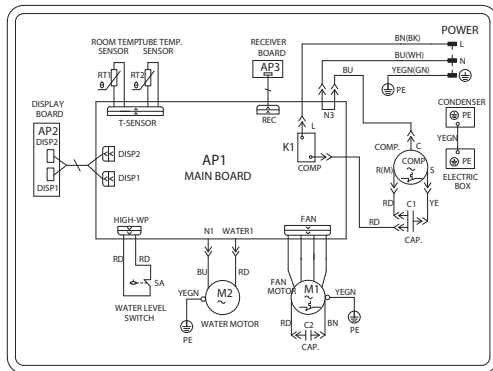 POWER
ROOM TEMP. TUBE TEMP.
SENSOR SENSOR
RECEIVER
BOARD
BN(BK)
L
BU(WH)
N
RT1 RT2
θ θ
AP3
BU
YEGN(GN)
PE
DISPLAY
BOARD
T-SENSOR
REC
N3
L
CONDENSER
PE
AP2
DISP2
DISP1
DISP2
DISP1
AP1
MAIN BOARD
K1
COMP
COMP.
C
COMP
R(M)
S
YEGN
PE
ELECTRIC
BOX
RD
C1
YE
RD
CAP.
HIGH-WP
N1 WATER1
FAN
RD RD
SA
WATER LEVEL
SWITCH
BU RD
YEGN
M2
PE
WATER MOTOR
FAN
MOTOR
M1
YEGN
RD
C2
BN
CAP.
PE